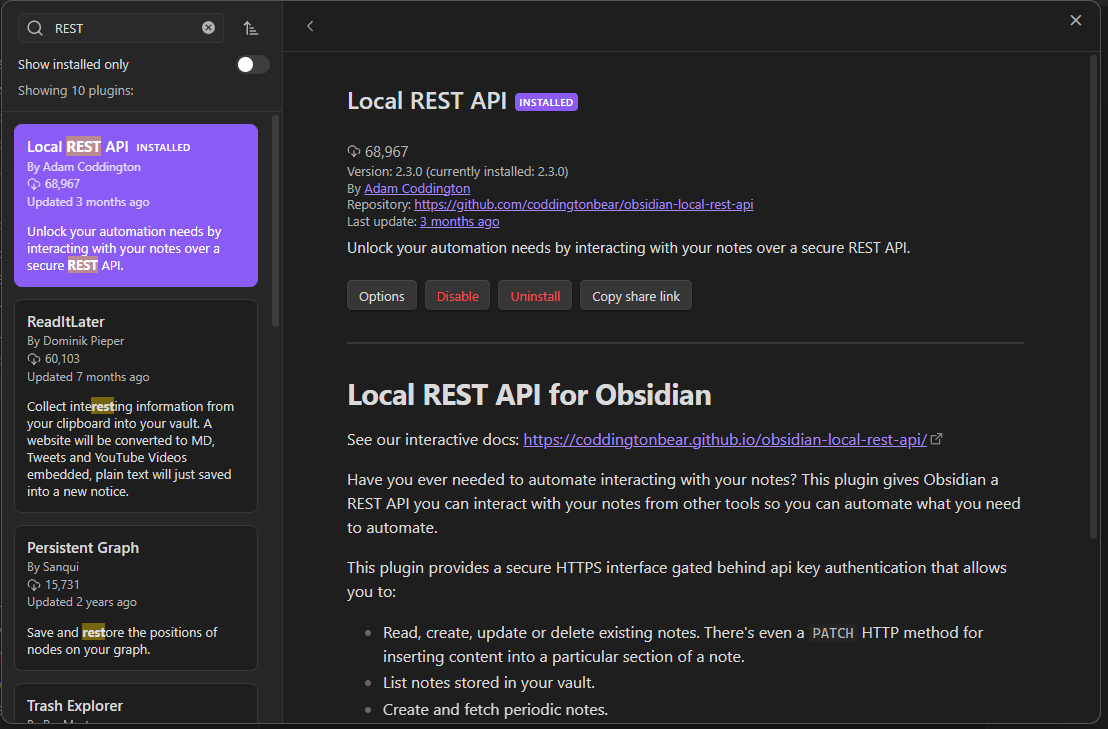 REST
Show installed only
Showing 10 plugins:
Local REST API INSTALLED
By Adam Coddington
68,967
Updated 3 months ago
Unlock your automation needs by
interacting with your notes over a
secure REST API.
ReadItLater
By Dominik Pieper
60,103
Updated 7 months ago
Collect interesting information from
your clipboard into your vault. A
website will be converted to MD,
Tweets and YouTube Videos
embedded, plain text will just saved
into a new notice.
Persistent Graph
By Sanqui
15,731
Updated 2 years ago
Save and restore the positions of
nodes on your graph.
Trash Explorer
Local REST API INSTALLED
68,967
Version: 2.3.0 (currently installed: 2.3.0)
By Adam Coddington
Repository: https://github.com/coddingtonbear/obsidian-local-rest-api
Last update: 3 months ago
Unlock your automation needs by interacting with your notes over a secure REST API.
Options Disable Uninstall Copy share link
Local REST API for Obsidian
See our interactive docs: https://coddingtonbear.github.io/obsidian-local-rest-api/
Have you ever needed to automate interacting with your notes? This plugin gives Obsidian a
REST API you can interact with your notes from other tools so you can automate what you need
to automate.
This plugin provides a secure HTTPS interface gated behind api key authentication that allows
you to:
• Read, create, update or delete existing notes. There's even a PATCH HTTP method for
inserting content into a particular section of a note.
• List notes stored in your vault.
• Create and fetch periodic notes.